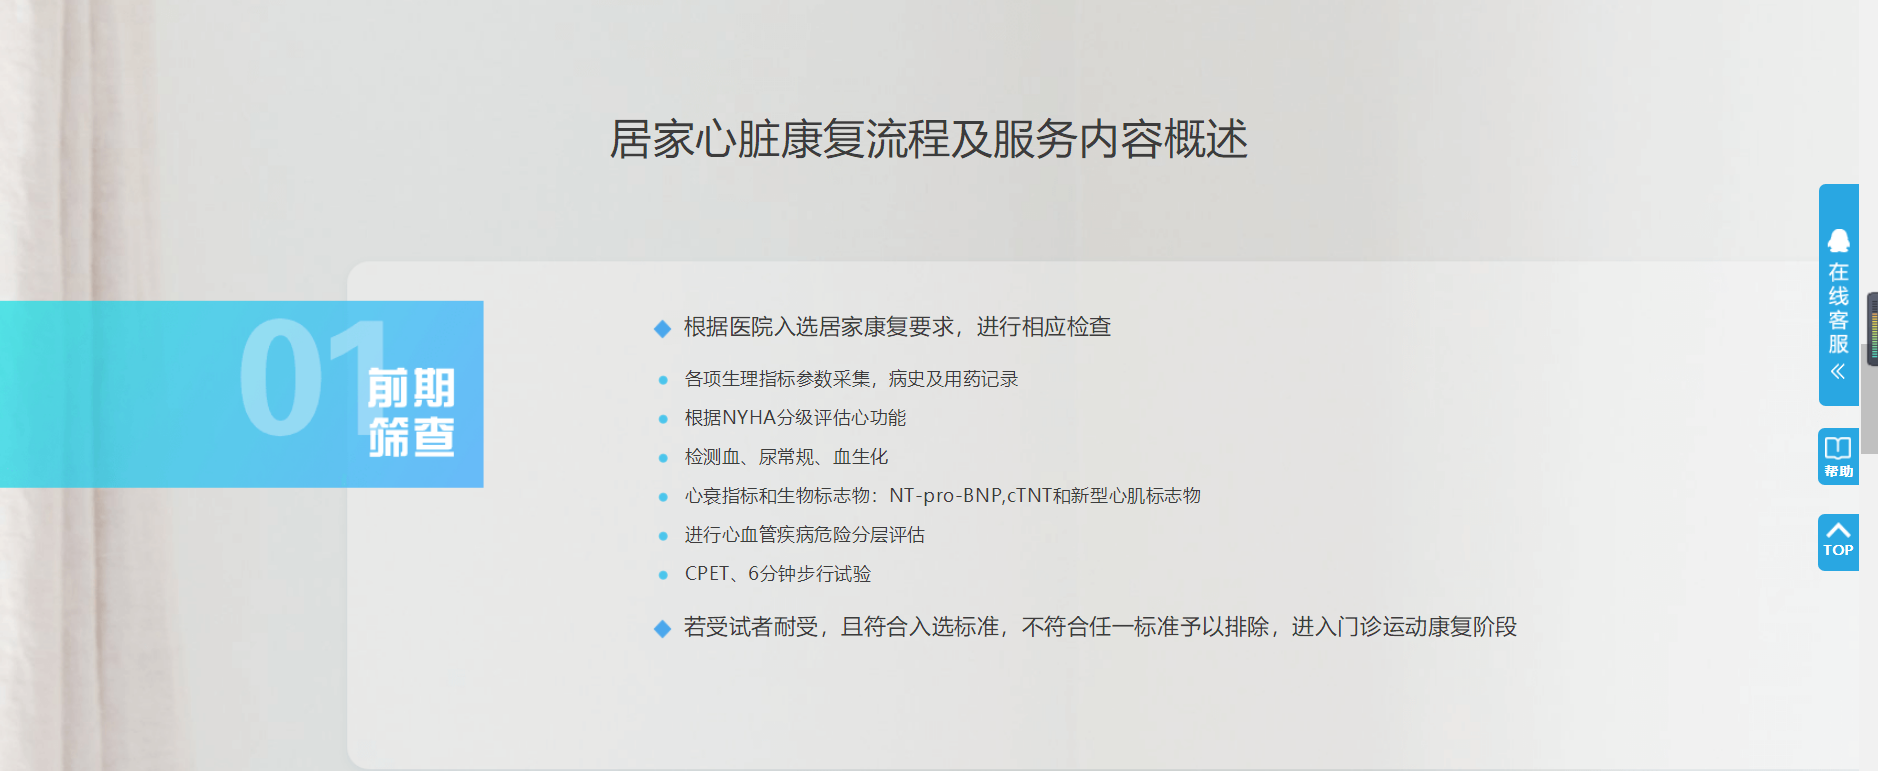 居家心脏康复流程及服务内容概述
01
前期
筛查
根据医院入选居家康复要求，进行相应检查
各项生理指标参数采集，病史及用药记录
根据NYHA分级评估心功能
检测血、尿常规、血生化
心衰指标和生物标志物：NT-pro-BNP,cTNT和新型心肌标志物
进行心血管疾病危险分层评估
CPET、6分钟步行试验
若受试者耐受，且符合入选标准，不符合任一标准予以排除，进入门诊运动康复阶段
在线客服
帮助
TOP